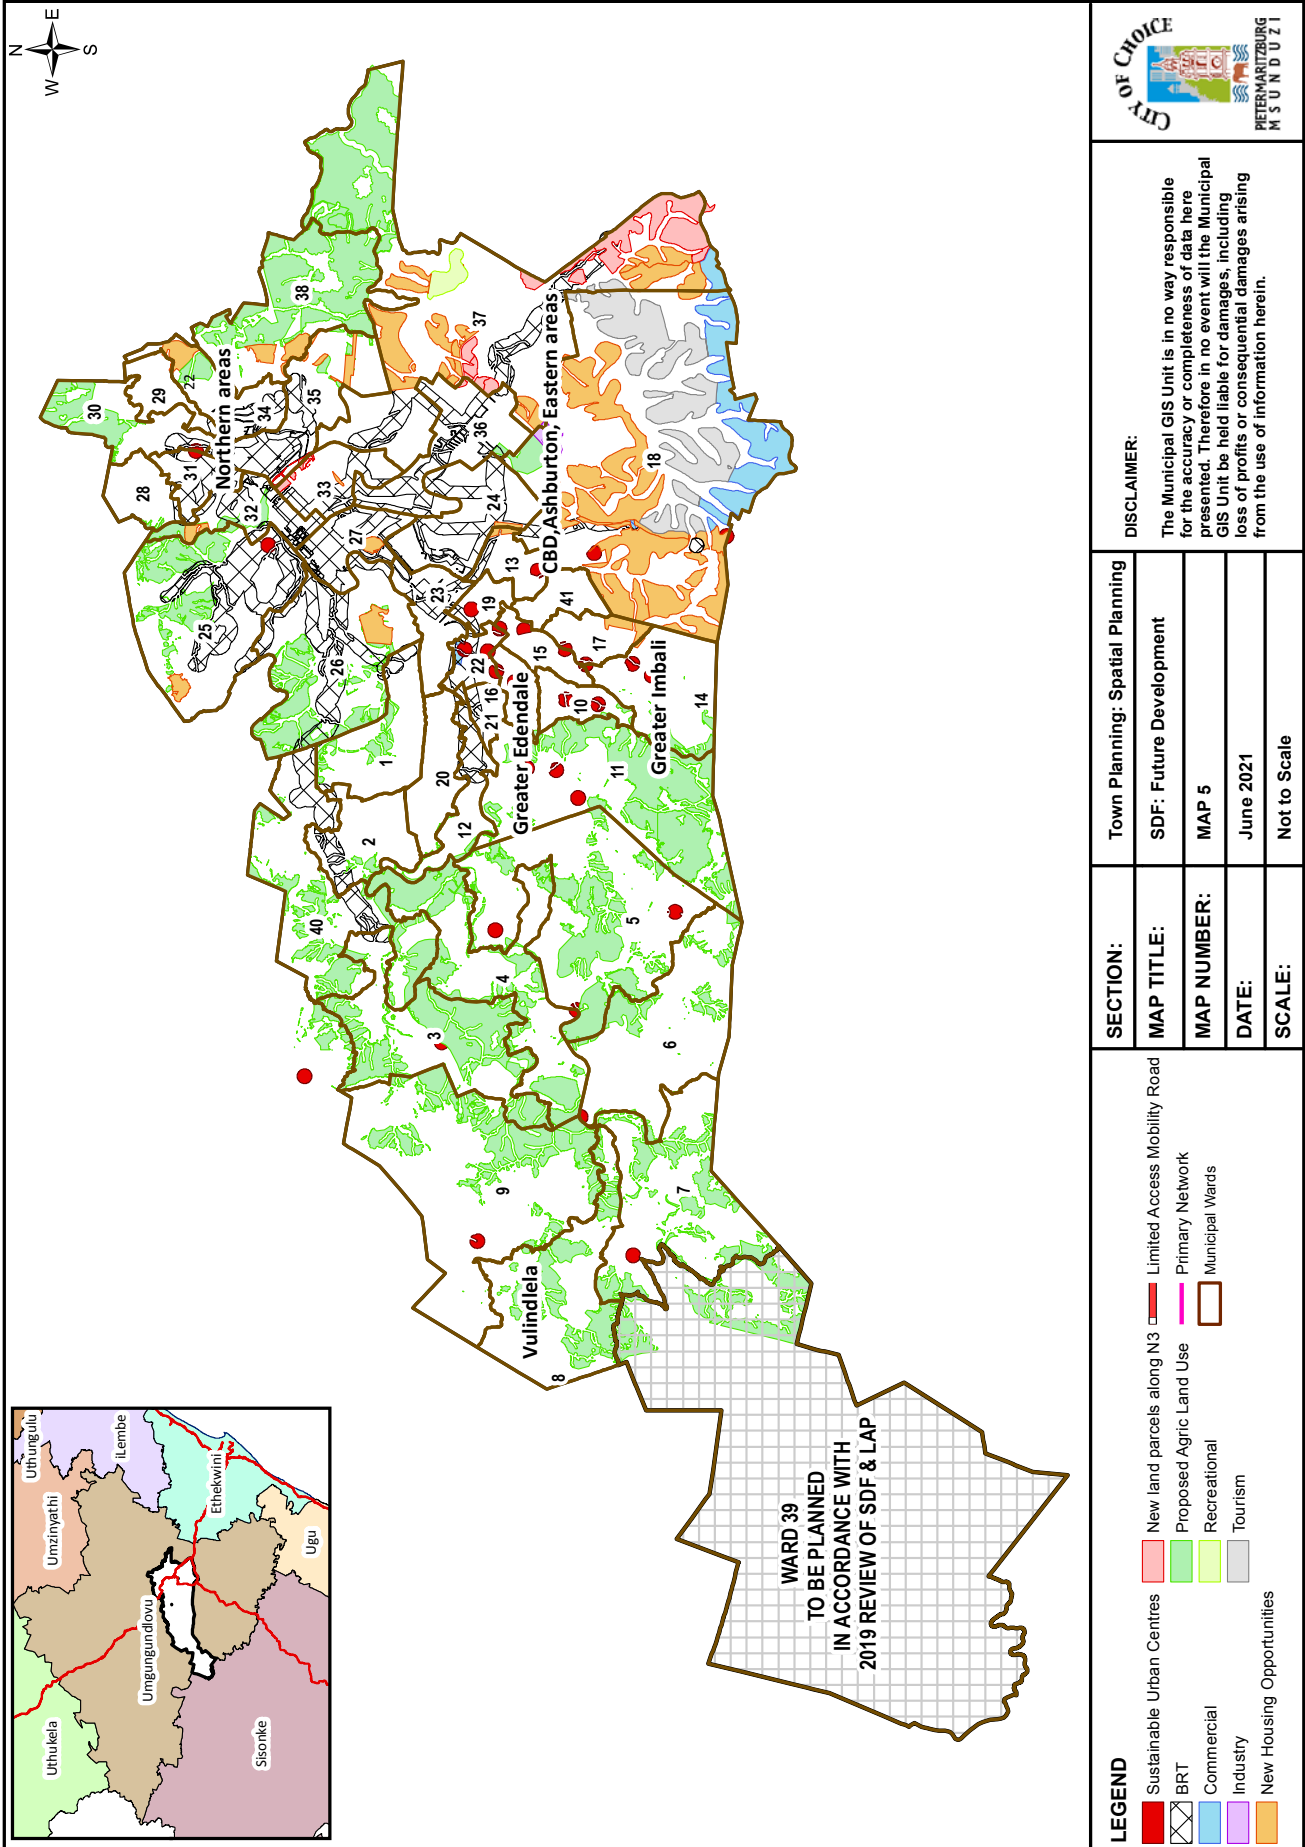 N
E
S
W
Uthungulu
iLembe
Umzinyathi
Ethekwini
Ugu
Umgungundlovu
Uthukela
Sisonke
30
29
22
28
31
Northern areas
34
35
38
32
33
25
26
27
24
36
37
CBD, Ashburton, Eastern areas
18
13
23
19
41
22
15
17
16
21
10
Greater Edendale
Greater Imbali
14
11
1
20
2
12
40
5
4
3
6
9
7
Vulindlela
8
WARD 39
TO BE PLANNED
IN ACCORDANCE WITH
2019 REVIEW OF SDF & LAP
LEGEND
Sustainable Urban Centres
BRT
Commercial
Industry
New Housing Opportunities
New land parcels along N3
Proposed Agric Land Use
Recreational
Tourism
Limited Access Mobility Road
Primary Network
Municipal Wards
SECTION: Town Planning: Spatial Planning
MAP TITLE: SDF: Future Development
MAP NUMBER: MAP 5
DATE: June 2021
SCALE: Not to Scale
DISCLAIMER:
The Municipal GIS Unit is in no way responsible
for the accuracy or completeness of data here
presented. Therefore in no event will the Municipal
GIS Unit be held liable for damages, including
loss of profits or consequential damages arising
from the use of information herein.
CITY OF CHOICE
PIETERMARITZBURG
MSUNDUZI